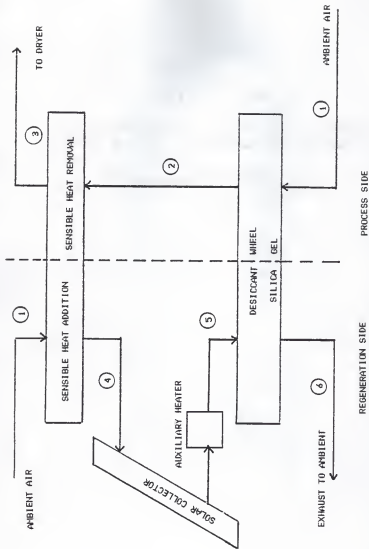 TO DRYER
AMBIENT AIR
1
3
SENSIBLE HEAT REMOVAL
2
SENSIBLE HEAT ADDITION
1
AMBIENT AIR
4
SOLAR COLLECTOR
AUXILIARY HEATER
5
DESICCANT WHEEL
SILICA GEL
6
EXHAUST TO AMBIENT
REGENERATION SIDE
PROCESS SIDE